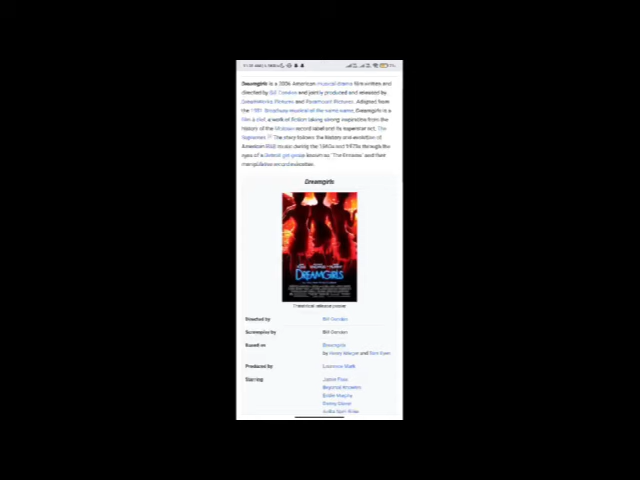 Dreamgirls is a 2006 American musical drama film written and
directed by Bill Condon and jointly produced and released by
DreamWorks Pictures and Paramount Pictures. Adapted from
the 1981 Broadway musical of the same name, Dreamgirls is a
film à clef, a work of fiction taking strong inspiration from the
history of the Motown record label and its superstar act, The
Supremes. The story follows the history and evolution of
American R&B music during the 1960s and 1970s through the
eyes of a Detroit girl group known as "The Dreams" and their
manipulative record executive.
Dreamgirls
DREAMGIRLS
Theatrical release poster
Directed by
Bill Condon
Screenplay by
Bill Condon
Based on
Dreamgirls
by Henry Krieger and Tom Eyen
Produced by
Laurence Mark
Starring
Jamie Foxx
Beyoncé Knowles
Eddie Murphy
Danny Glover